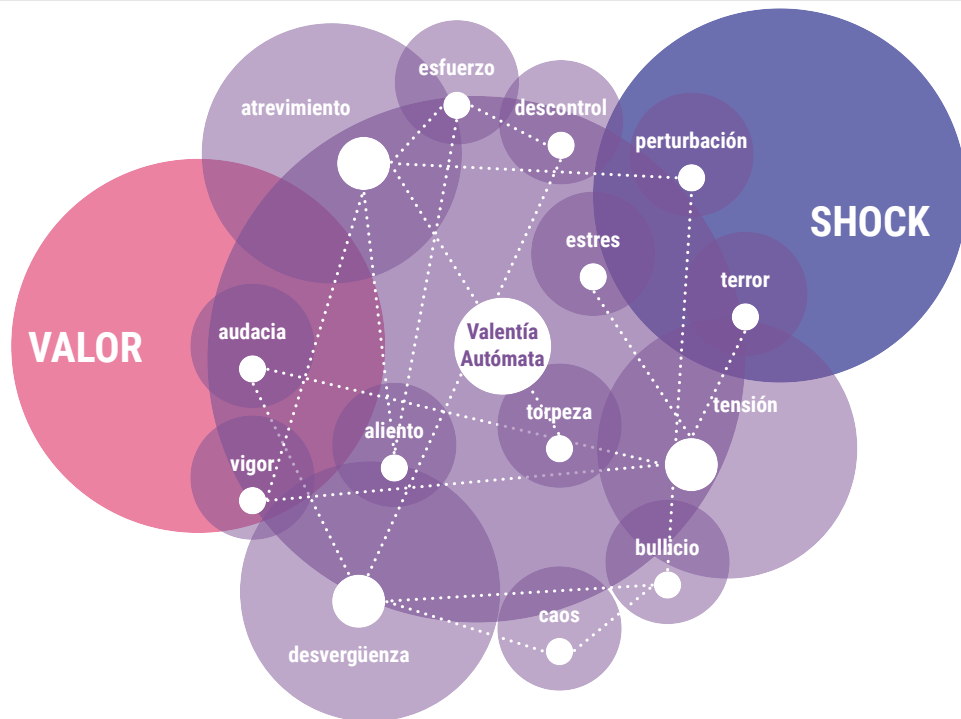 esfuerzo
atrevimiento
descontrol
perturbación
SHOCK
estres
terror
audacia
VALOR
Valentía
Autómata
tensión
torpeza
aliento
vigor
bullicio
caos
desvergüenza